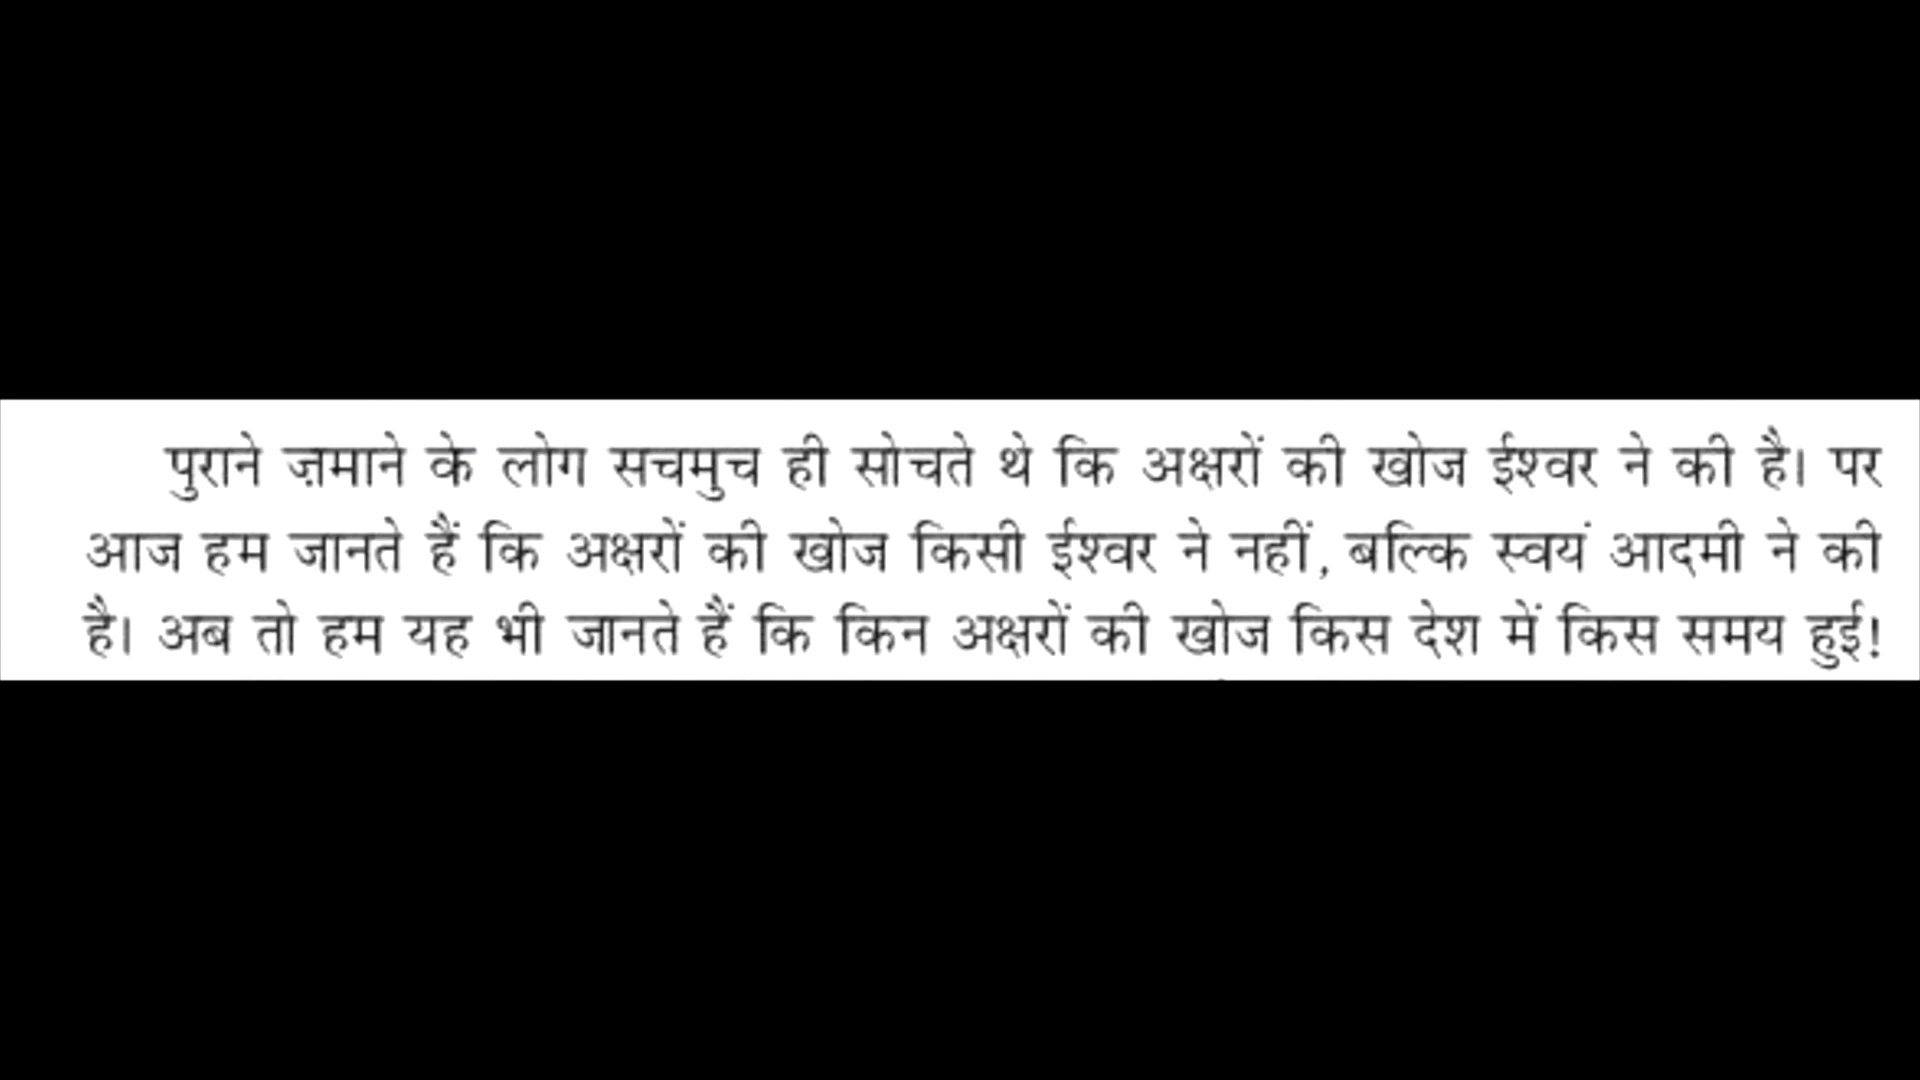 पुराने ज़माने के लोग सचमुच ही सोचते थे कि अक्षरों की खोज ईश्वर ने की है। पर
आज हम जानते हैं कि अक्षरों की खोज किसी ईश्वर ने नहीं, बल्कि स्वयं आदमी ने की
है। अब तो हम यह भी जानते हैं कि किन अक्षरों की खोज किस देश में किस समय हुई!